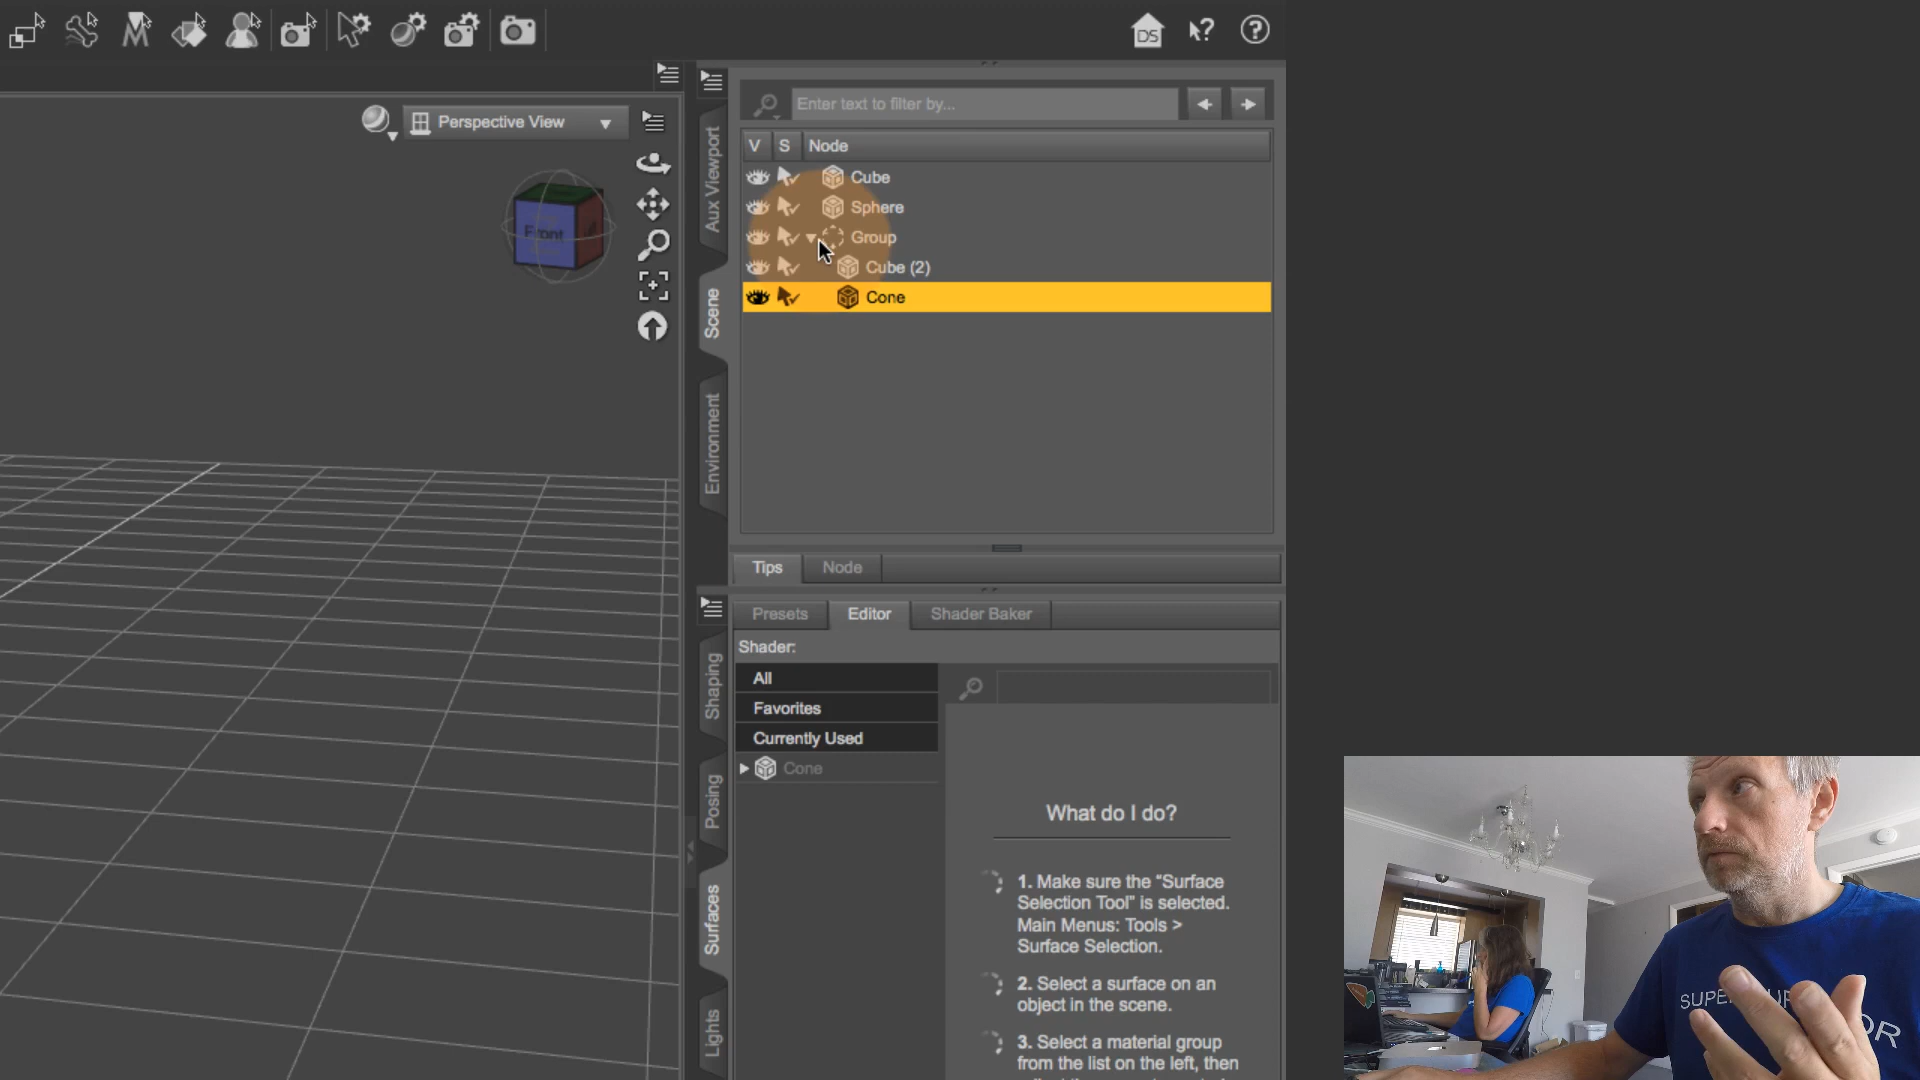 DS
?
?
Perspective View
Front
Enter text to filter by...
V S Node
Cube
Sphere
Group
Cube (2)
Cone
Aux Viewport
Scene
Environment
Tips Node
Presets Editor Shader Baker
Shader:
All
Favorites
Currently Used
Cone
Shaping
Posing
Surfaces
Lights
What do I do?
1. Make sure the “Surface
Selection Tool” is selected.
Main Menus: Tools >
Surface Selection.
2. Select a surface on an
object in the scene.
3. Select a material group
from the list on the left, then